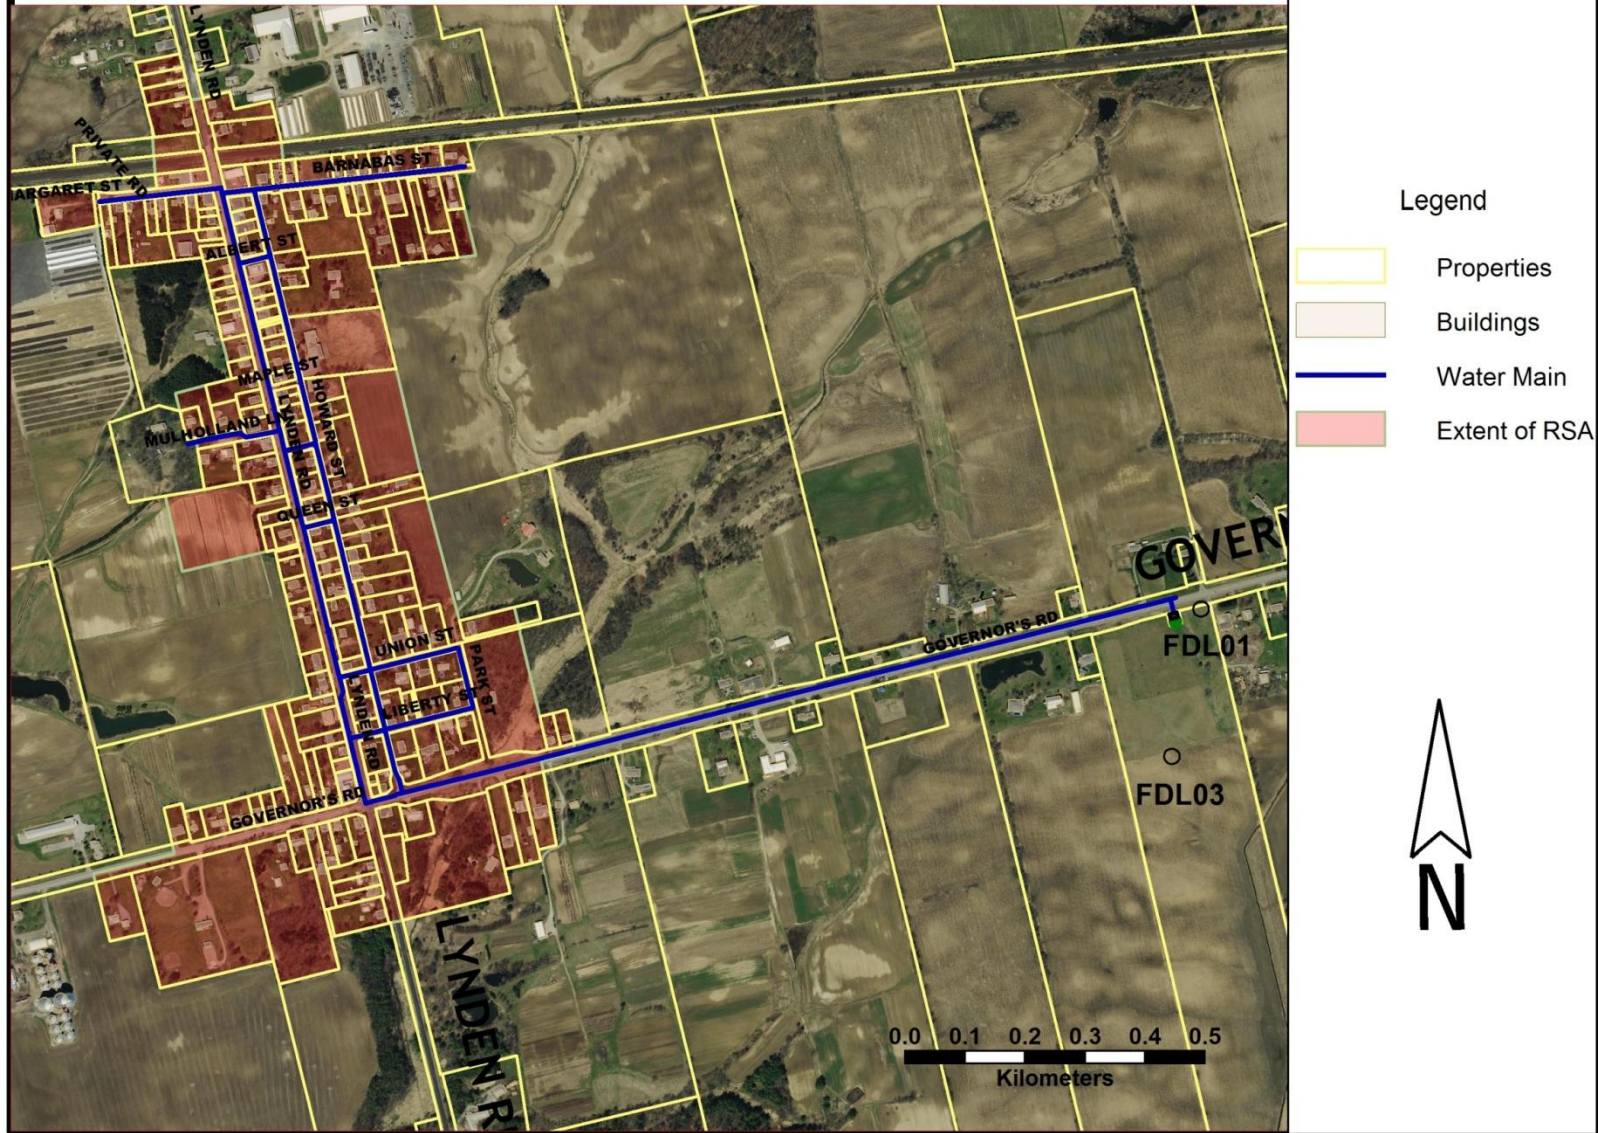 LYNDEN RD
PRIVATE RD
BARNABAS ST
ARGARET ST
ALBERT ST
MAPLE ST
HOWARD ST
LYNDEN RD
MULHOLLAND LN
QUEEN ST
UNION ST
PARK ST
LIBERTY ST
LYNDEN RD
GOVERNOR'S RD
GOVERNOR'S RD
GOVERN
FDL01
FDL03
LYNDEN R
0.0 0.1 0.2 0.3 0.4 0.5
Kilometers
Legend
Properties
Buildings
Water Main
Extent of RSA
N